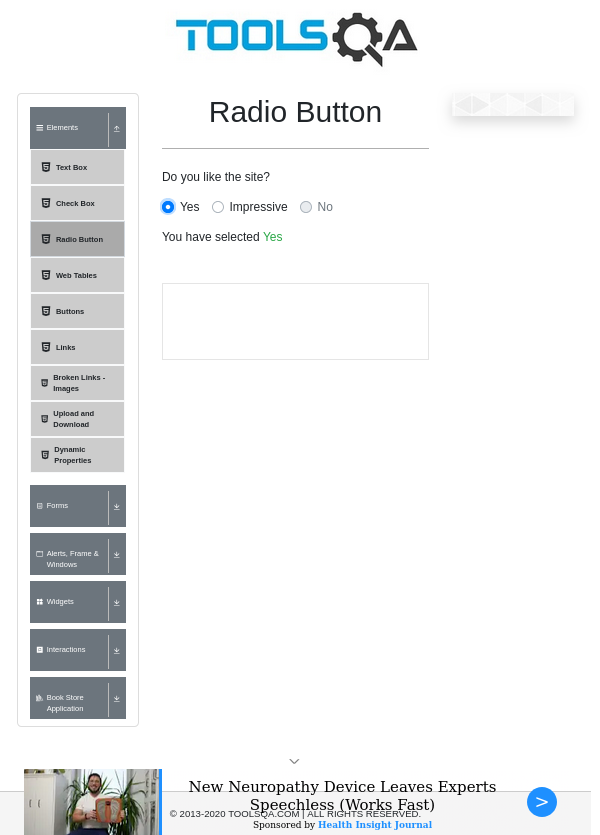 TOOLSQA
Radio Button
Elements
Text Box
Check Box
Radio Button
Web Tables
Buttons
Links
Broken Links -
Images
Upload and
Download
Dynamic
Properties
Forms
Alerts, Frame &
Windows
Widgets
Interactions
Book Store
Application
Do you like the site?
Yes Impressive No
You have selected Yes
New Neuropathy Device Leaves Experts
Speechless (Works Fast)
© 2013-2020 TOOLSQA.COM | ALL RIGHTS RESERVED.
Sponsored by Health Insight Journal